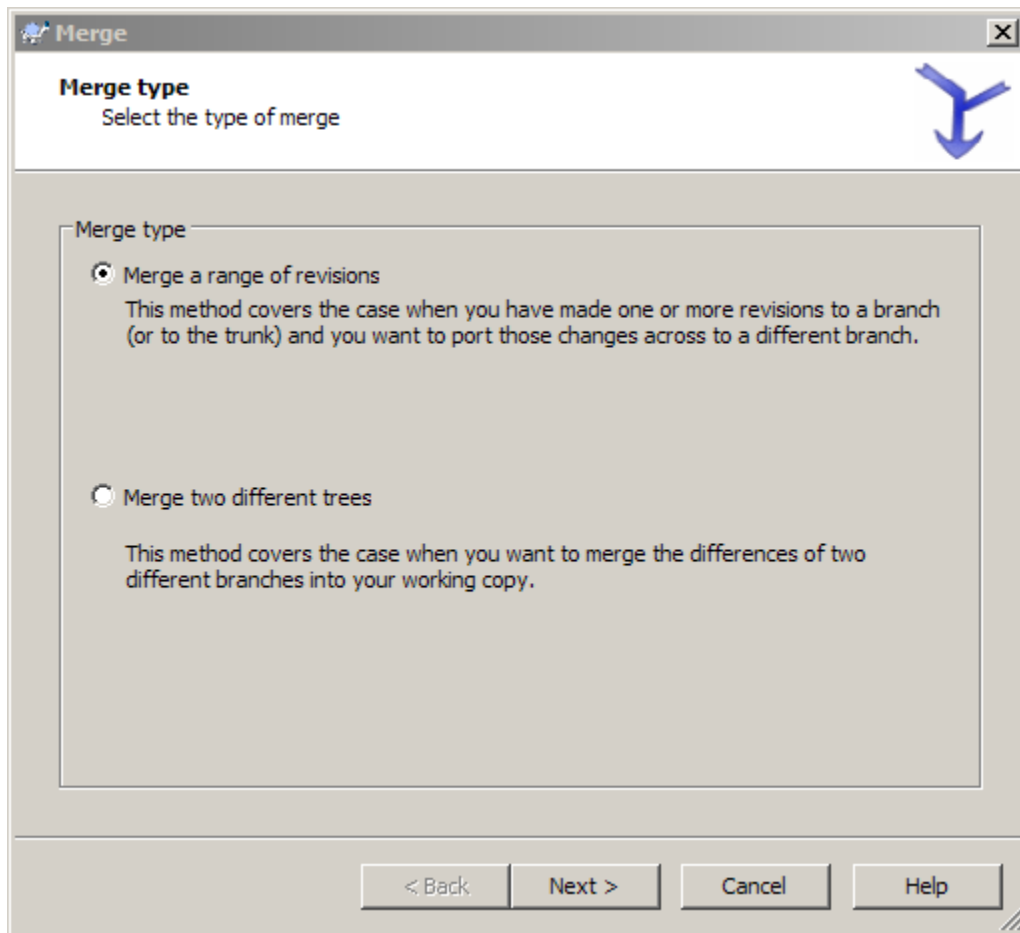 Merge
Merge type
Select the type of merge
Merge type
Merge a range of revisions
This method covers the case when you have made one or more revisions to a branch
(or to the trunk) and you want to port those changes across to a different branch.
Merge two different trees
This method covers the case when you want to merge the differences of two
different branches into your working copy.
< Back Next > Cancel Help